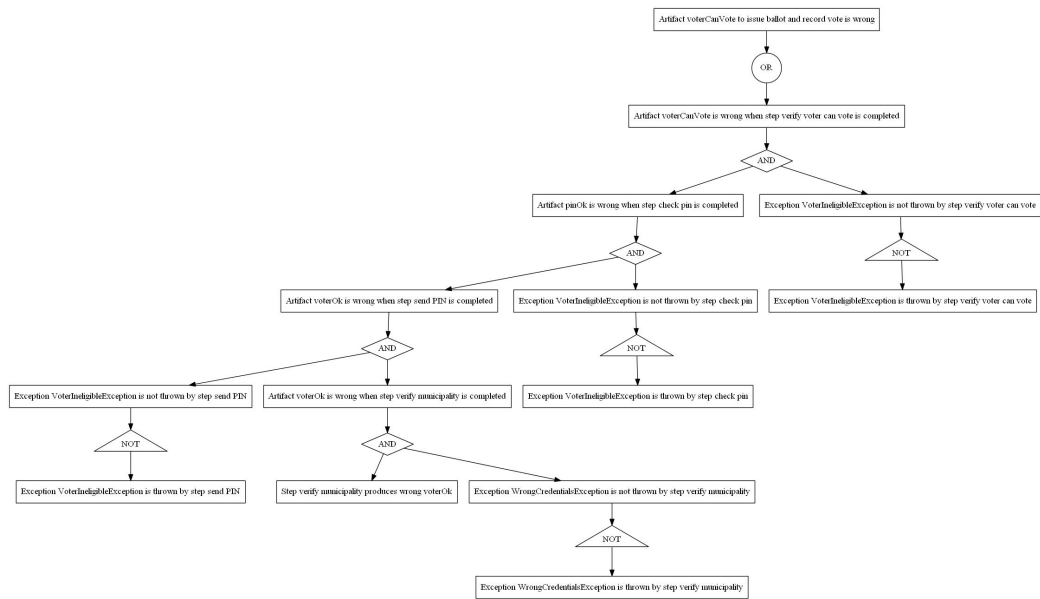 Artifact voterCanVote to issue ballot and record vote is wrong
OR
Artifact voterCanVote is wrong when step verify voter can vote is completed
AND
Artifact pinOk is wrong when step check pin is completed
Exception VoterIneligibleException is not thrown by step verify voter can vote
AND
NOT
Artifact voterOk is wrong when step send PIN is completed
Exception VoterIneligibleException is not thrown by step check pin
Exception VoterIneligibleException is thrown by step verify voter can vote
AND
NOT
Exception VoterIneligibleException is not thrown by step send PIN
Artifact voterOk is wrong when step verify municipality is completed
Exception VoterIneligibleException is thrown by step check pin
NOT
AND
Exception VoterIneligibleException is thrown by step send PIN
Step verify municipality produces wrong voterOk
Exception WrongCredentialsException is not thrown by step verify municipality
NOT
Exception WrongCredentialsException is thrown by step verify municipality